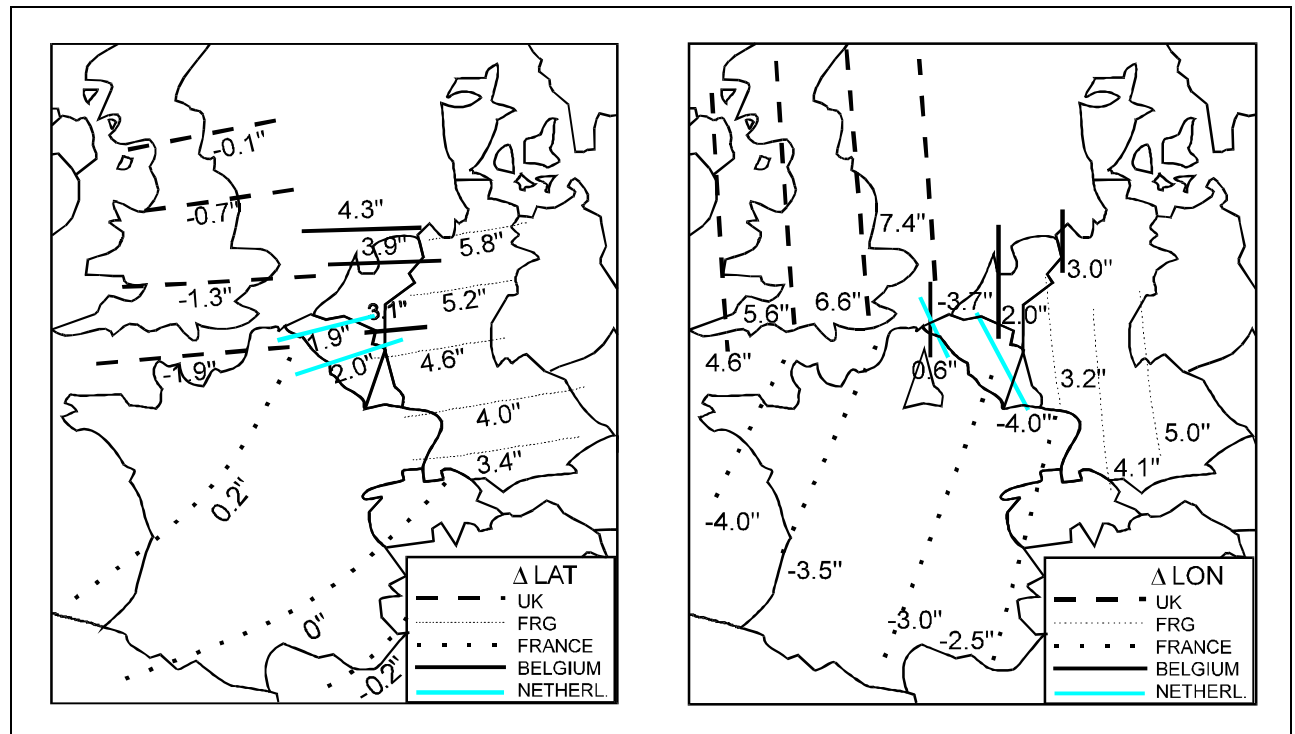 -0.1"
4.3"
-0.7"
3.9"
5.8"
-1.3"
5.2"
3.1"
1.9"
-1.9"
2.0"
4.6"
4.0"
3.4"
0.2"
0"
-0.2"
Δ LAT
UK
FRG
FRANCE
BELGIUM
NETHERL.
7.4"
3.0"
5.6"
6.6"
-3.7"
2.0"
4.6"
0.6"
3.2"
-4.0"
5.0"
4.1"
-4.0"
-3.5"
-3.0"
-2.5"
Δ LON
UK
FRG
FRANCE
BELGIUM
NETHERL.